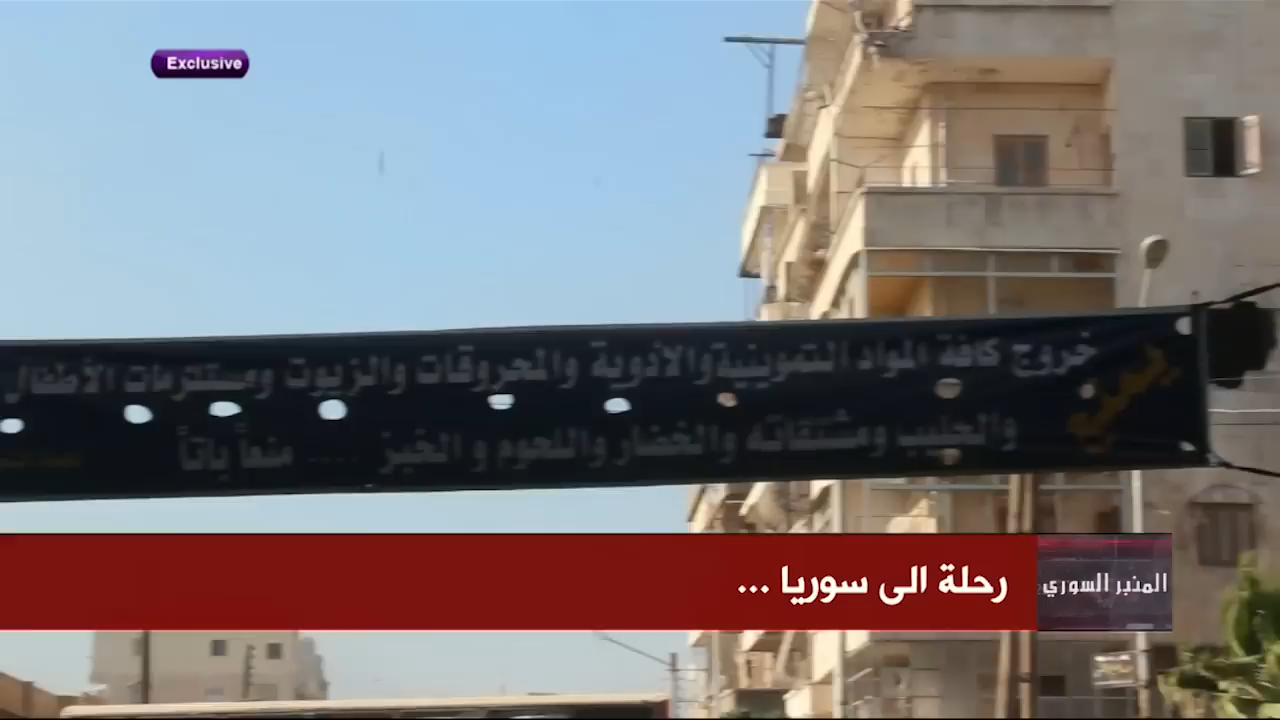 Exclusive
خروج كافة المواد التموينية والأدوية والمحروقات والزيوت ومستلزمات الأطفال
والحليب ومشتقاته والخضار واللحوم و الخبز .... منعاً باتاً
رحلة الى سوريا ...
المنبر السوري